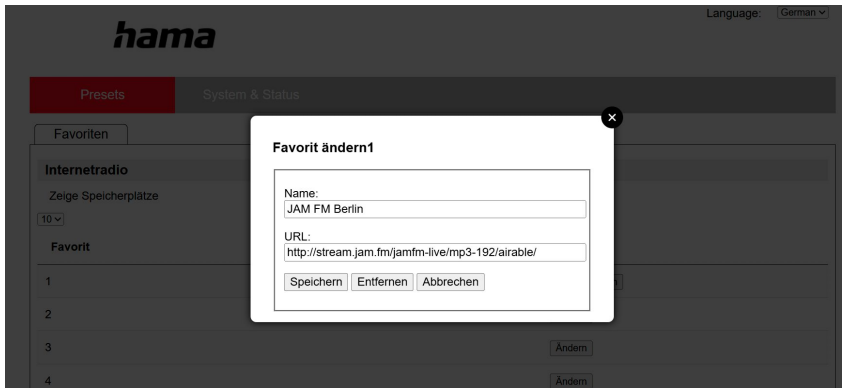 Language: German
hama
Presets System & Status
Favoriten
Favorit ändern1
Internetradio
Name:
Zeige Speicherplätze
JAM FM Berlin
10
URL:
Favorit
http://stream.jam.fm/jamfm-live/mp3-192/airable/
Speichern Entfernen Abbrechen
1
2
3 Ändern
4 Ändern